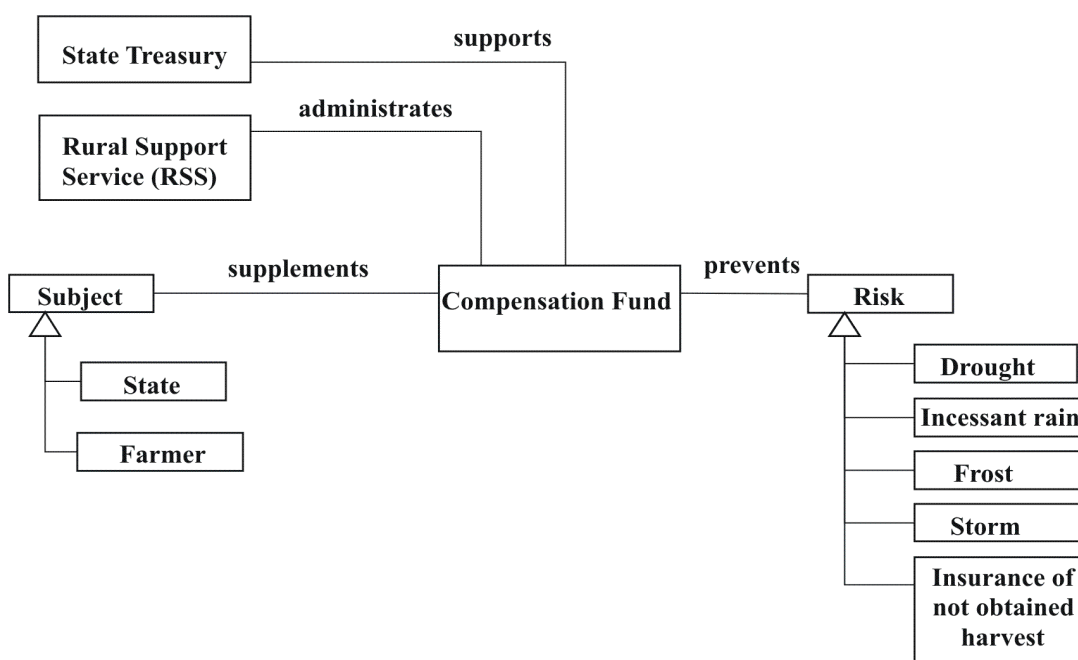 State Treasury
supports
administrates
Rural Support
Service (RSS)
supplements
prevents
Subject
Compensation Fund
Risk
State
Farmer
Drought
Incessant rain
Frost
Storm
Insurance of
not obtained
harvest